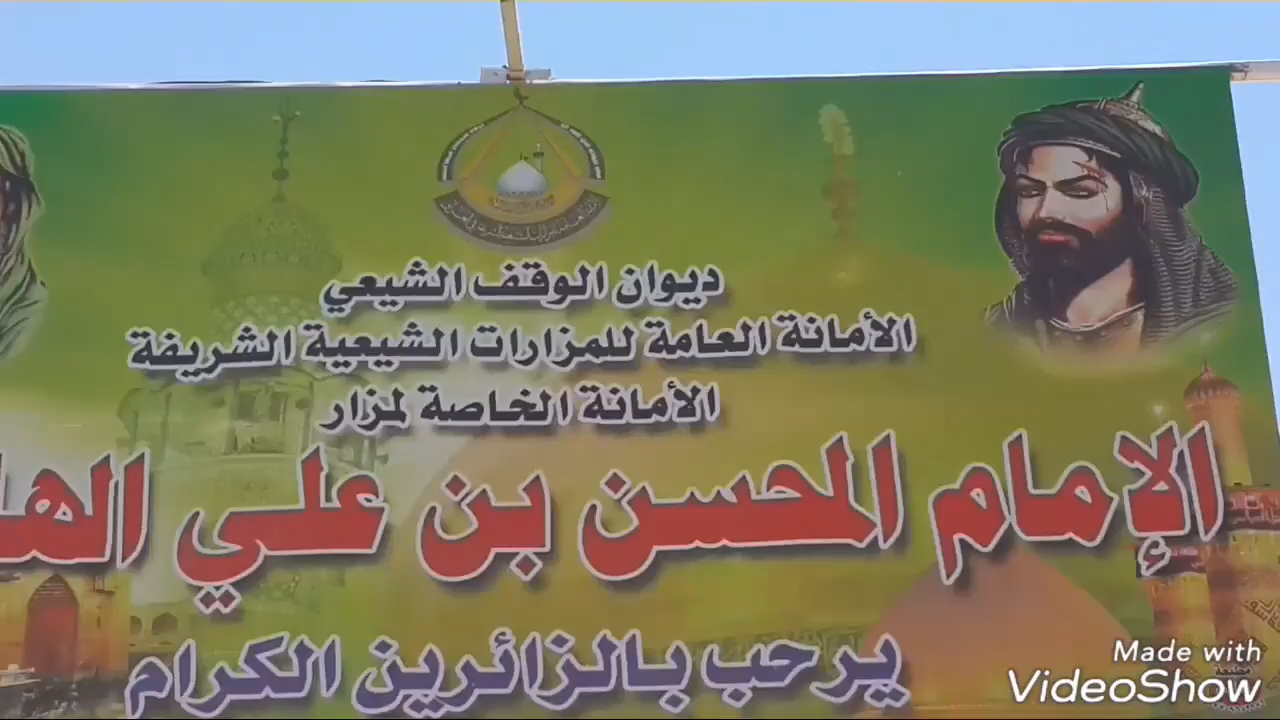 ديوان الوقف الشيعي
الأمانة العامة للمزارات الشيعية الشريفة
الأمانة الخاصة لمزار
الإمام المحسن بن علي
يرحب بالزائرين الكرام
Made with
VideoShow